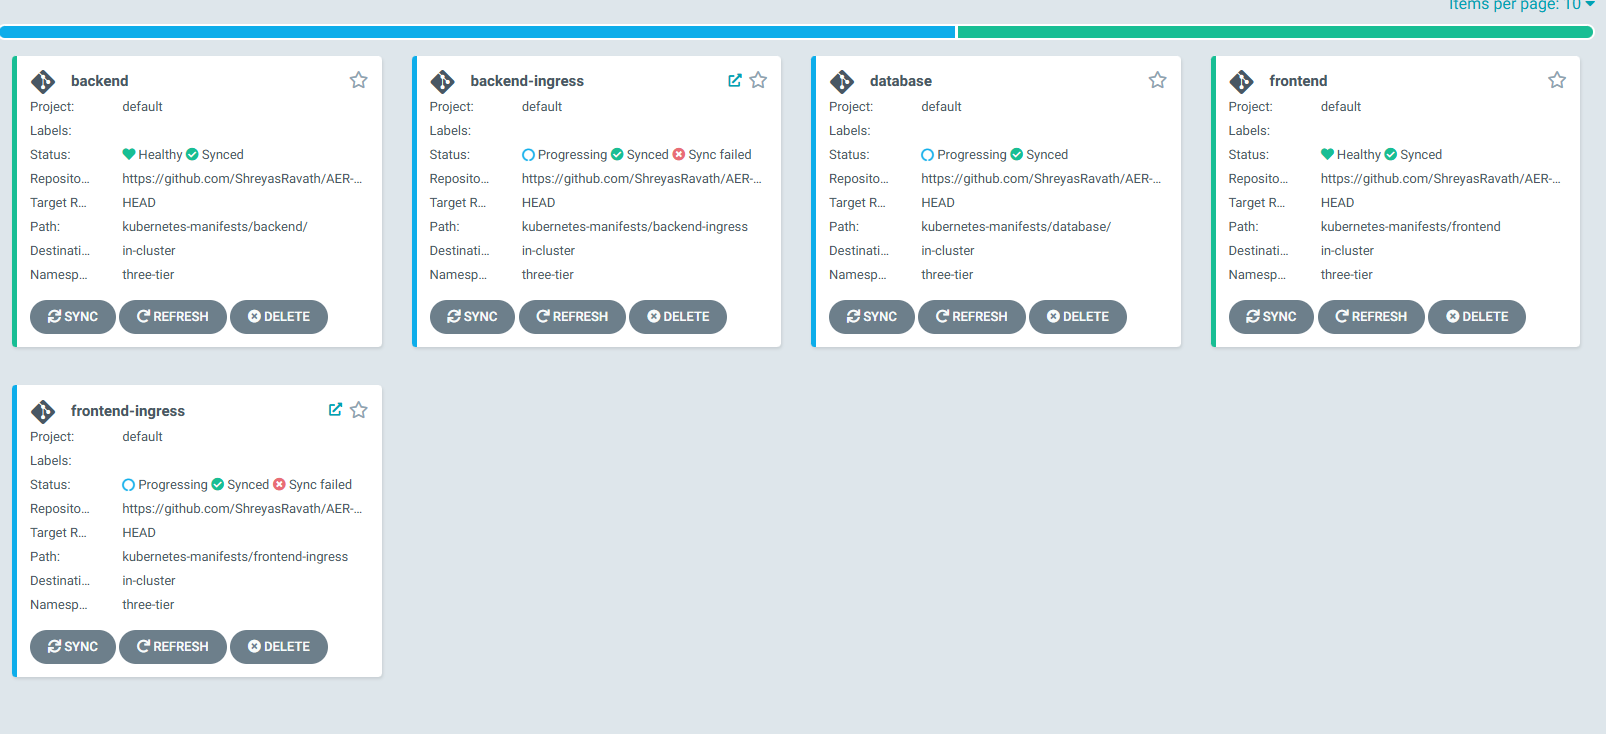 Items per page: 10
backend
Project: default
Labels:
Status: Healthy Synced
Reposito... https://github.com/ShreyasRavath/AER-...
Target R... HEAD
Path: kubernetes-manifests/backend/
Destinati... in-cluster
Namesp... three-tier
SYNC REFRESH DELETE
backend-ingress
Project: default
Labels:
Status: Progressing Synced Sync failed
Reposito... https://github.com/ShreyasRavath/AER-...
Target R... HEAD
Path: kubernetes-manifests/backend-ingress
Destinati... in-cluster
Namesp... three-tier
SYNC REFRESH DELETE
database
Project: default
Labels:
Status: Progressing Synced
Reposito... https://github.com/ShreyasRavath/AER-...
Target R... HEAD
Path: kubernetes-manifests/database/
Destinati... in-cluster
Namesp... three-tier
SYNC REFRESH DELETE
frontend
Project: default
Labels:
Status: Healthy Synced
Reposito... https://github.com/ShreyasRavath/AER-...
Target R... HEAD
Path: kubernetes-manifests/frontend
Destinati... in-cluster
Namesp... three-tier
SYNC REFRESH DELETE
frontend-ingress
Project: default
Labels:
Status: Progressing Synced Sync failed
Reposito... https://github.com/ShreyasRavath/AER-...
Target R... HEAD
Path: kubernetes-manifests/frontend-ingress
Destinati... in-cluster
Namesp... three-tier
SYNC REFRESH DELETE